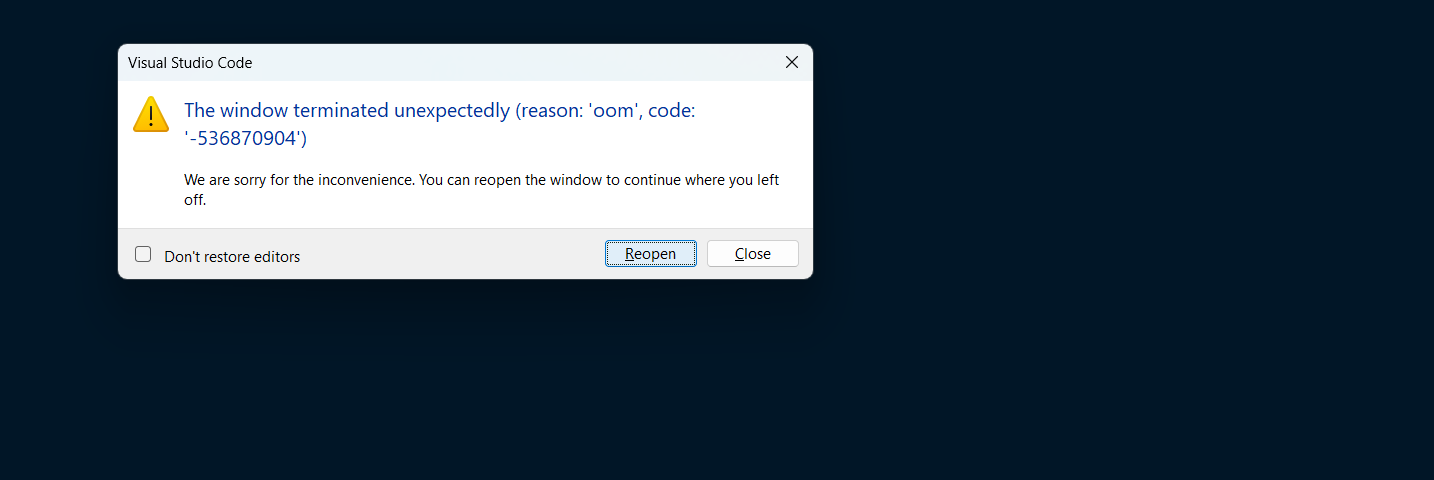 Visual Studio Code
The window terminated unexpectedly (reason: 'oom', code:
'-536870904')
We are sorry for the inconvenience. You can reopen the window to continue where you left
off.
Don't restore editors
Reopen
Close